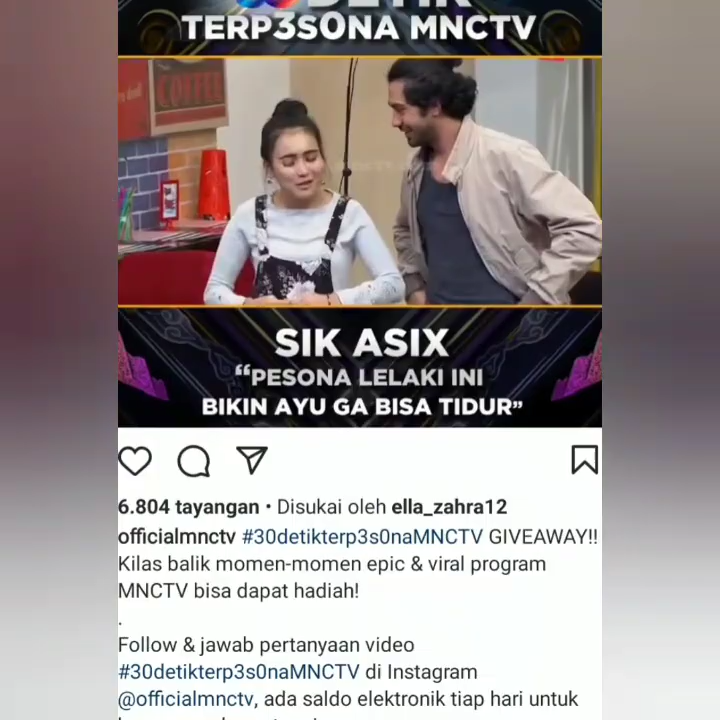 DETIK
TERP3S0NA MNCTV
COFFEE
SIK ASIX
“PESONA LELAKI INI
BIKIN AYU GA BISA TIDUR”
6.804 tayangan • Disukai oleh ella_zahra12
officialmnctv #30detikterp3s0naMNCTV GIVEAWAY!!
Kilas balik momen-momen epic & viral program
MNCTV bisa dapat hadiah!
.
Follow & jawab pertanyaan video
#30detikterp3s0naMNCTV di Instagram
@officialmnctv, ada saldo elektronik tiap hari untuk